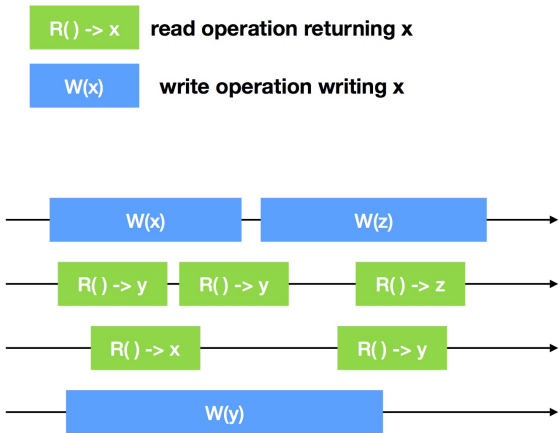 R( ) -> x read operation returning x
W(x) write operation writing x
W(x) W(z)
R( ) -> y R( ) -> y R( ) -> z
R( ) -> x R( ) -> y
W(y)